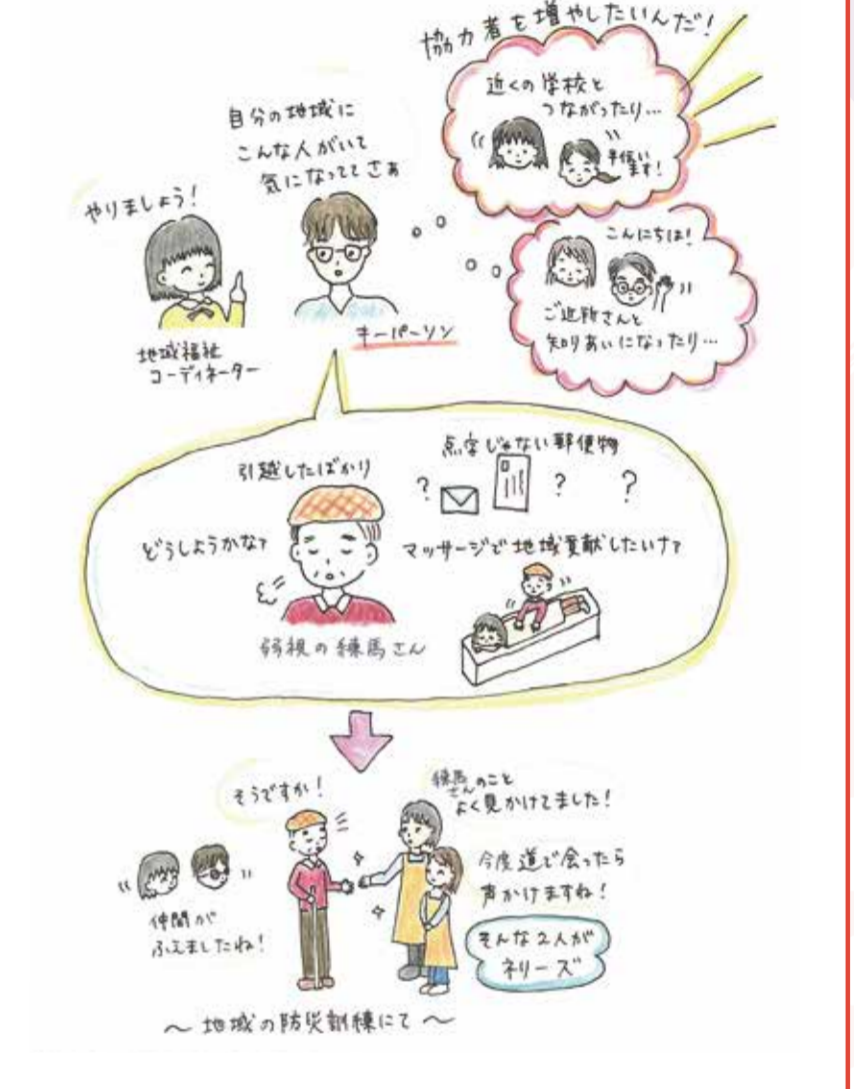 協力者を増やしたいんだ!
近くの学校と
つながったり…
手伝い
ます!
自分の地域に
こんな人がいて
気になっててさぁ
やりましょう!
こんにちは!
ご近所さんと
知りあいになったり…
キーパーソン
地域福祉
コーディネーター
点字じゃない郵便物
引越したばかり
? ? ?
どうしようかなァ
マッサージで地域貢献したいナァ
弱視の練馬さん
そうですか!
練馬さんのこと
よく見かけてました!
今度道で会ったら
声かけますね!
仲間が
ふえましたね!
そんな2人が
ネリーズ
〜 地域の防災訓練にて 〜